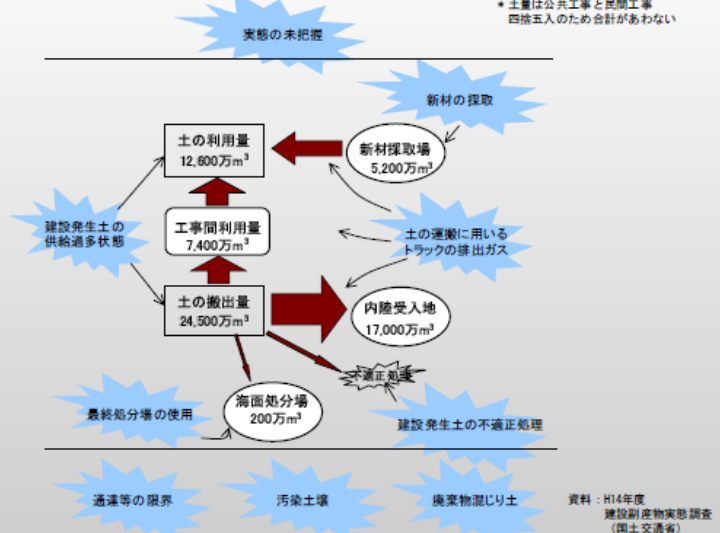 * 土量は公共工事と民間工事
四捨五入のため合計があわない
実態の未把握
新材の採取
土の利用量
12,600万m³
新材採取場
5,200万m³
建設発生土の
供給過多状態
工事間利用量
7,400万m³
土の運搬に用いる
トラックの排出ガス
土の搬出量
24,500万m³
内陸受入地
17,000万m³
不適正処理
海面処分場
200万m³
最終処分場の使用
建設発生土の不適正処理
通達等の限界
汚染土壌
廃棄物混じり土
資料：H14年度
建設副産物実態調査
（国土交通省）